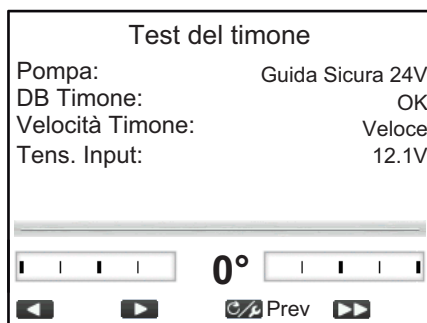 Test del timone
Pompa: Guida Sicura 24V
DB Timone: OK
Velocità Timone: Veloce
Tens. Input: 12.1V
0°
Prev